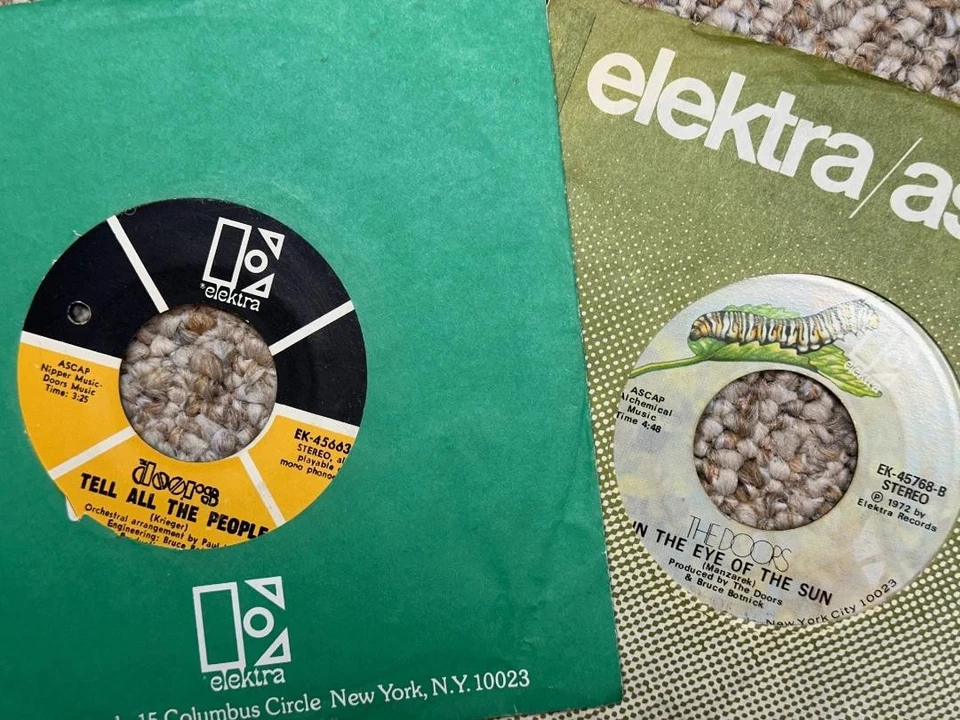 elektra
ASCAP
Nipper Music-
Doors Music
Time: 3:25
EK-45663
STEREO, al
playable
mono phono
doors
TELL ALL THE PEOPLE
(Krieger)
Orchestral arrangement by Paul
Engineering: Bruce
elektra
15 Columbus Circle New York, N.Y. 10023
elektra/as
elektra
ASCAP
Alchemical
Music
Time 4:48
EK-45768-B
STEREO
℗ 1972 by
Elektra Records
THE DOORS
IN THE EYE OF THE SUN
(Manzarek)
Produced by The Doors
& Bruce Botnick
New York City 10023